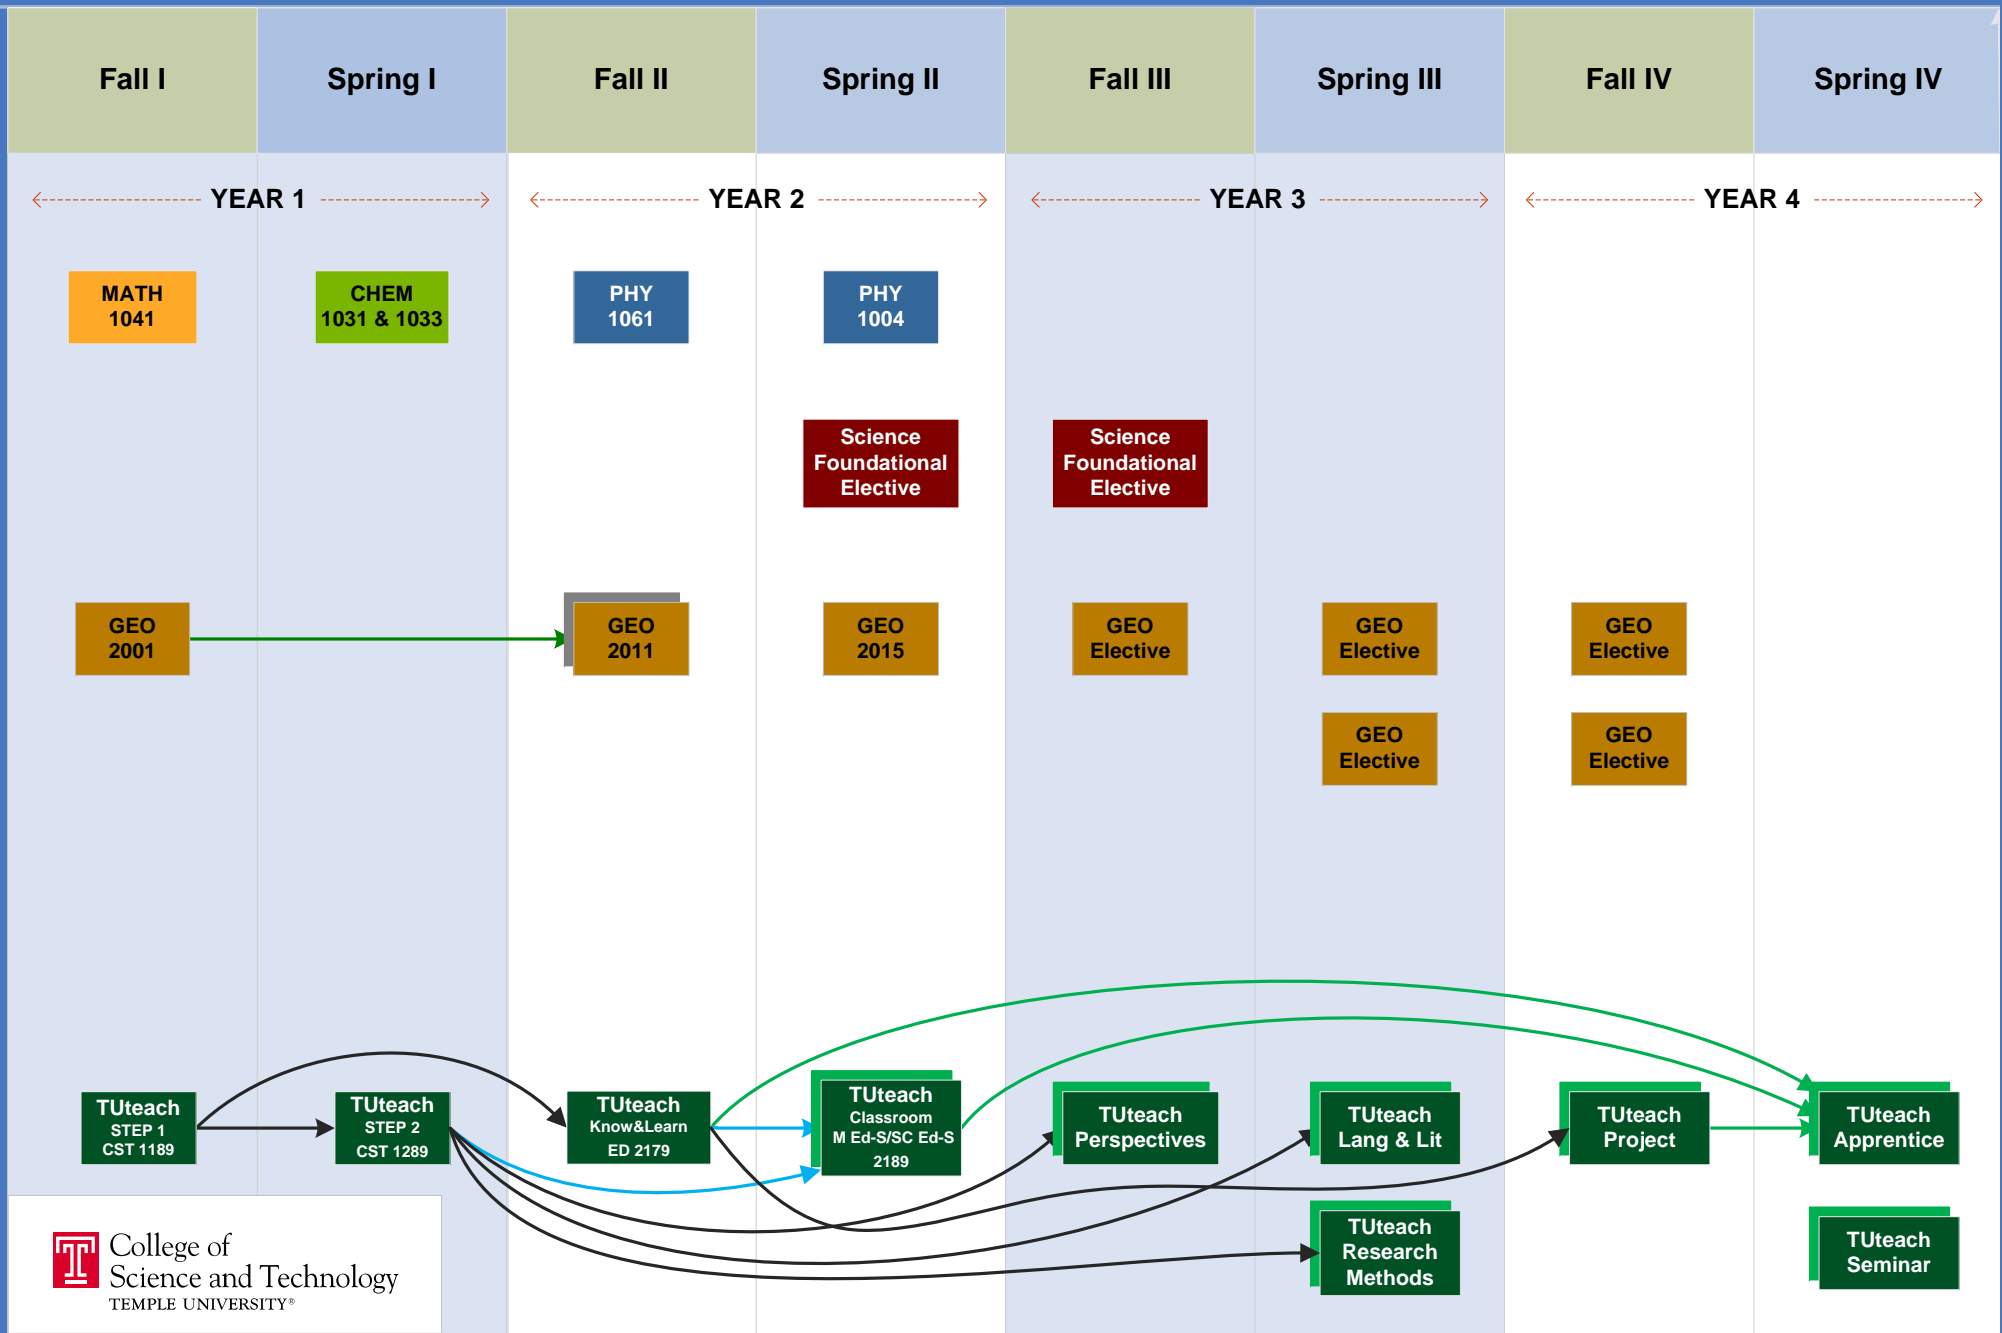 Fall I
Spring I
Fall II
Spring II
Fall III
Spring III
Fall IV
Spring IV
YEAR 1
YEAR 2
YEAR 3
YEAR 4
MATH
1041
CHEM
1031 & 1033
PHY
1061
PHY
1004
Science
Foundational
Elective
Science
Foundational
Elective
GEO
2001
GEO
2011
GEO
2015
GEO
Elective
GEO
Elective
GEO
Elective
GEO
Elective
GEO
Elective
TUteach
STEP 1
CST 1189
TUteach
STEP 2
CST 1289
TUteach
Know&Learn
ED 2179
TUteach
Classroom
M Ed-S/SC Ed-S
2189
TUteach
Perspectives
TUteach
Lang & Lit
TUteach
Project
TUteach
Apprentice
TUteach
Research
Methods
TUteach
Seminar
College of
Science and Technology
TEMPLE UNIVERSITY®